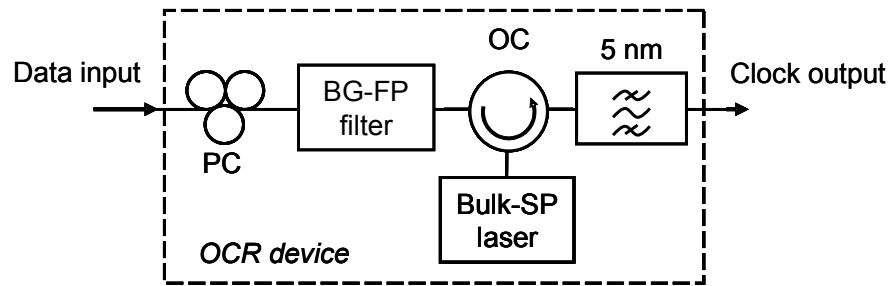 OC
5 nm
Data input
Clock output
BG-FP
filter
PC
Bulk-SP
laser
OCR device